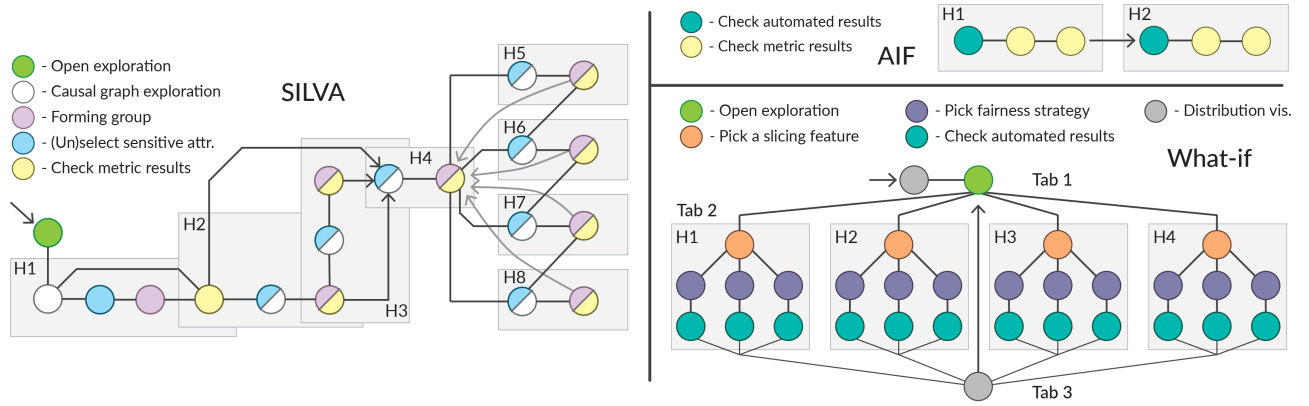 SILVA
- Open exploration
- Causal graph exploration
- Forming group
- (Un)select sensitive attr.
- Check metric results
H1
H2
H3
H4
H5
H6
H7
H8
- Check automated results
- Check metric results
AIF
H1
H2
- Open exploration
- Pick a slicing feature
- Pick fairness strategy
- Check automated results
- Distribution vis.
What-if
Tab 1
Tab 2
H1
H2
H3
H4
Tab 3